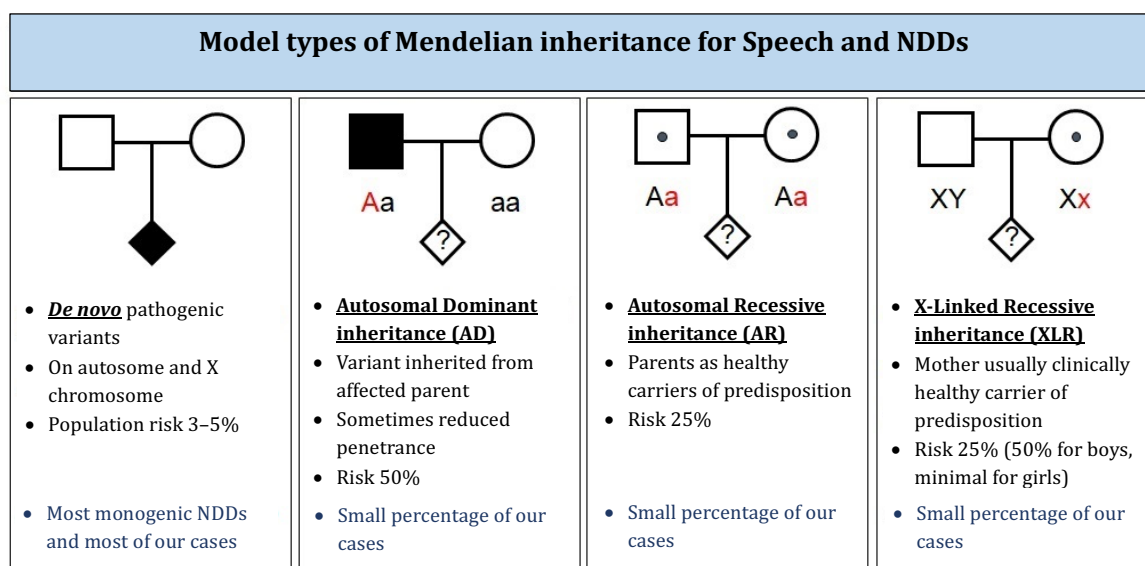 Model types of Mendelian inheritance for Speech and NDDs
• De novo pathogenic
variants
• On autosome and X
chromosome
• Population risk 3–5%
• Most monogenic NDDs
and most of our cases
Aa
aa
?
• Autosomal Dominant
inheritance (AD)
• Variant inherited from
affected parent
• Sometimes reduced
penetrance
• Risk 50%
• Small percentage of our
cases
Aa
Aa
?
• Autosomal Recessive
inheritance (AR)
• Parents as healthy
carriers of predisposition
• Risk 25%
• Small percentage of our
cases
XY
Xx
?
• X-Linked Recessive
inheritance (XLR)
• Mother usually clinically
healthy carrier of
predisposition
• Risk 25% (50% for boys,
minimal for girls)
• Small percentage of our
cases